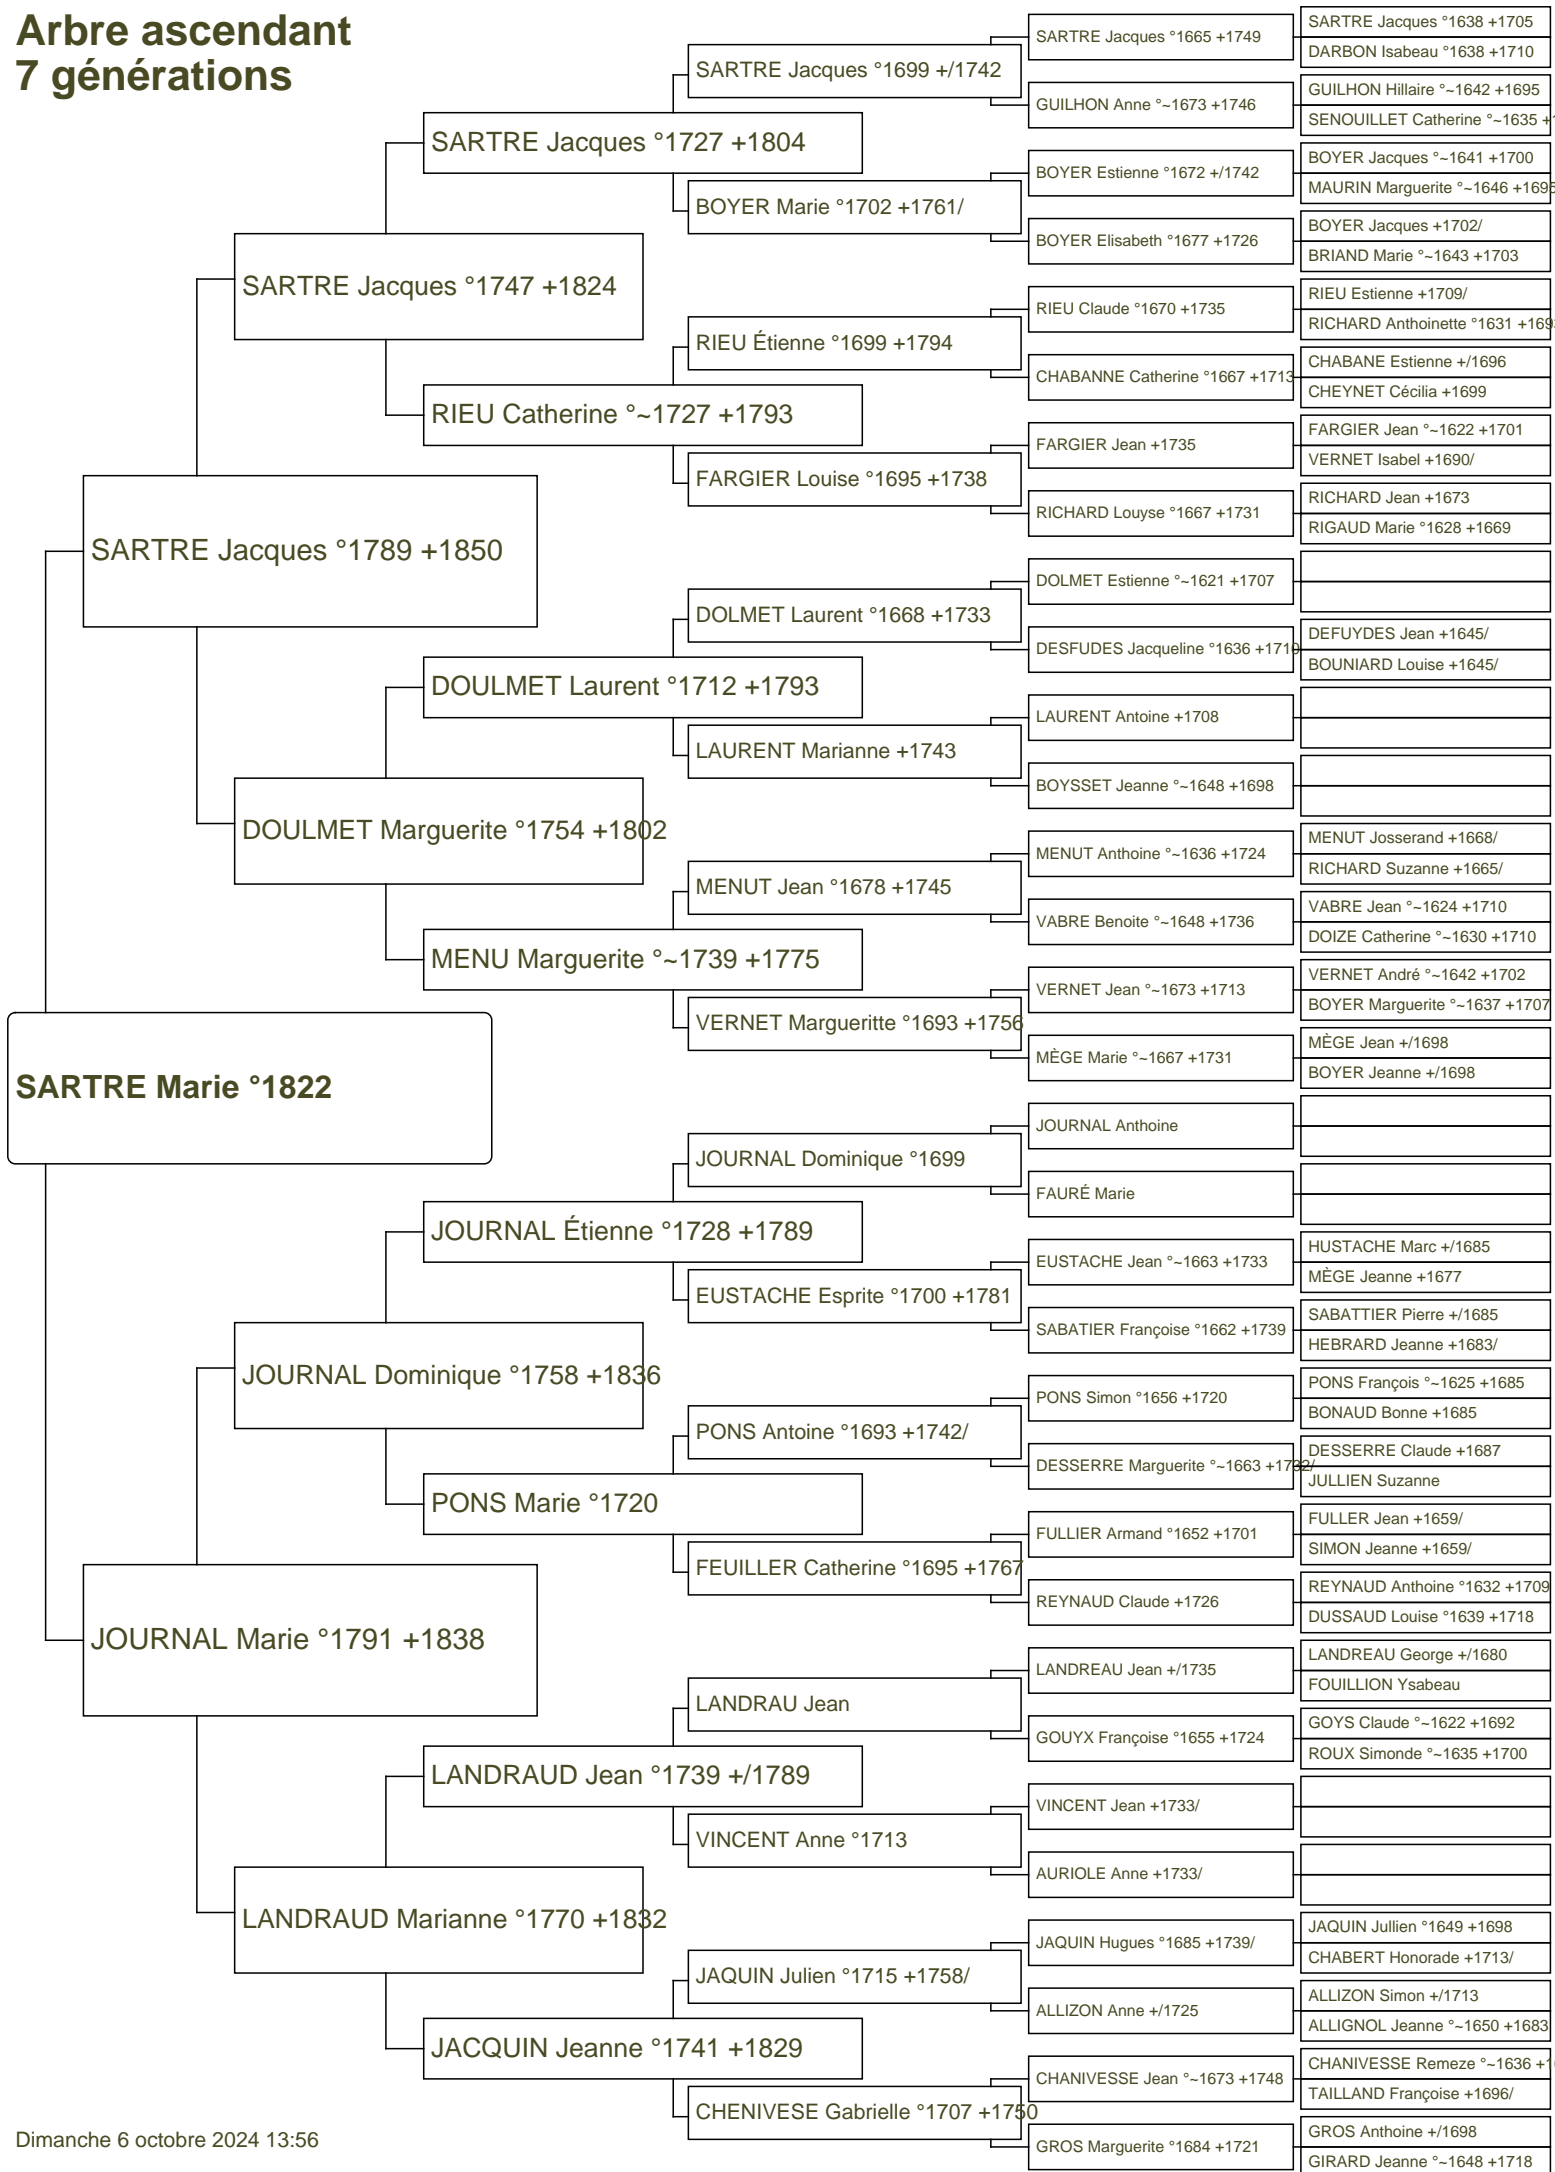 Arbre ascendant
7 générations
SARTRE Marie °1822
SARTRE Jacques °1789 +1850
JOURNAL Marie °1791 +1838
SARTRE Jacques °1747 +1824
DOULMET Marguerite °1754 +1802
JOURNAL Dominique °1758 +1836
LANDRAUD Marianne °1770 +1832
SARTRE Jacques °1727 +1804
RIEU Catherine °~1727 +1793
DOULMET Laurent °1712 +1793
MENU Marguerite °~1739 +1775
JOURNAL Étienne °1728 +1789
PONS Marie °1720
LANDRAUD Jean °1739 +/1789
JACQUIN Jeanne °1741 +1829
SARTRE Jacques °1699 +/1742
BOYER Marie °1702 +1761/
RIEU Étienne °1699 +1794
FARGIER Louise °1695 +1738
DOLMET Laurent °1668 +1733
LAURENT Marianne +1743
MENUT Jean °1678 +1745
VERNET Margueritte °1693 +1756
JOURNAL Dominique °1699
EUSTACHE Esprite °1700 +1781
PONS Antoine °1693 +1742/
FEUILLER Catherine °1695 +1767
LANDRAU Jean
VINCENT Anne °1713
JAQUIN Julien °1715 +1758/
CHENIVESE Gabrielle °1707 +1750
SARTRE Jacques °1665 +1749
GUILHON Anne °~1673 +1746
BOYER Estienne °1672 +/1742
BOYER Elisabeth °1677 +1726
RIEU Claude °1670 +1735
CHABANNE Catherine °1667 +1713
FARGIER Jean +1735
RICHARD Louyse °1667 +1731
DOLMET Estienne °~1621 +1707
DESFUDES Jacqueline °1636 +1710
LAURENT Antoine +1708
BOYSSET Jeanne °~1648 +1698
MENUT Anthoine °~1636 +1724
VABRE Benoite °~1648 +1736
VERNET Jean °~1673 +1713
MÈGE Marie °~1667 +1731
JOURNAL Anthoine
FAURÉ Marie
EUSTACHE Jean °~1663 +1733
SABATIER Françoise °1662 +1739
PONS Simon °1656 +1720
DESSERRE Marguerite °~1663 +1732/
FULLIER Armand °1652 +1701
REYNAUD Claude +1726
LANDREAU Jean +/1735
GOUYX Françoise °1655 +1724
VINCENT Jean +1733/
AURIOLE Anne +1733/
JAQUIN Hugues °1685 +1739/
ALLIZON Anne +/1725
CHANIVESSE Jean °~1673 +1748
GROS Marguerite °1684 +1721
SARTRE Jacques °1638 +1705
DARBON Isabeau °1638 +1710
GUILHON Hillaire °~1642 +1695
SENOUILLET Catherine °~1635
BOYER Jacques °~1641 +1700
MAURIN Marguerite °~1646 +1695
BOYER Jacques +1702/
BRIAND Marie °~1643 +1703
RIEU Estienne +1709/
RICHARD Anthoinette °1631
CHABANE Estienne +/1696
CHEYNET Cécilia +1699
FARGIER Jean °~1622 +1701
VERNET Isabel +1690/
RICHARD Jean +1673
RIGAUD Marie °1628 +1669
DEFUYDES Jean +1645/
BOUNIARD Louise +1645/
MENUT Josserand +1668/
RICHARD Suzanne +1665/
VABRE Jean °~1624 +1710
DOIZE Catherine °~1630 +1710
VERNET André °~1642 +1702
BOYER Marguerite °~1637 +1707
MÈGE Jean +/1698
BOYER Jeanne +/1698
HUSTACHE Marc +/1685
MÈGE Jeanne +1677
SABATTIER Pierre +/1685
HEBRARD Jeanne +1683/
PONS François °~1625 +1685
BONAUD Bonne +1685
DESSERRE Claude +1687
JULLIEN Suzanne
FULLER Jean +1659/
SIMON Jeanne +1659/
REYNAUD Anthoine °1632 +1709
DUSSAUD Louise °1639 +1718
LANDREAU George +/1680
FOUILLION Ysabeau
GOYS Claude °~1622 +1692
ROUX Simonde °~1635 +1700
JAQUIN Jullien °1649 +1698
CHABERT Honorade +1713/
ALLIZON Simon +/1713
ALLIGNOL Jeanne °~1650 +1683
CHANIVESSE Remeze °~1636
TAILLAND Françoise +1696/
GROS Anthoine +/1698
GIRARD Jeanne °~1648 +1718
Dimanche 6 octobre 2024 13:56